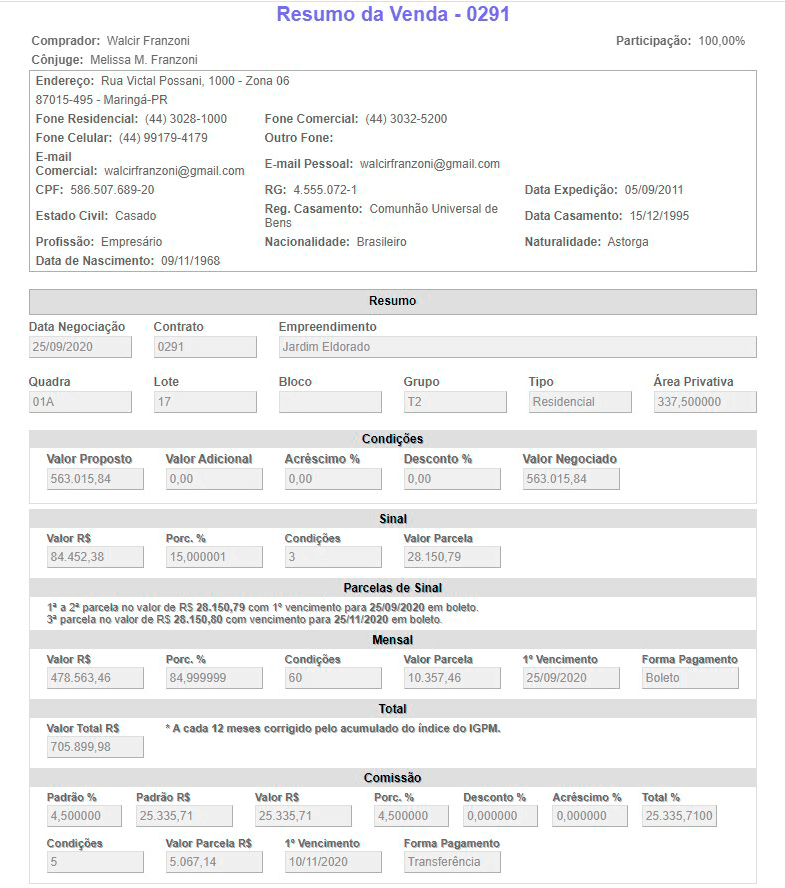 Resumo da Venda - 0291
Comprador: Walcir Franzoni Participação: 100,00%
Cônjuge: Melissa M. Franzoni
Endereço: Rua Victal Possani, 1000 - Zona 06
87015-495 - Maringá-PR
Fone Residencial: (44) 3028-1000 Fone Comercial: (44) 3032-5200
Fone Celular: (44) 99179-4179 Outro Fone:
E-mail
Comercial: walcirfranzoni@gmail.com E-mail Pessoal: walcirfranzoni@gmail.com
CPF: 586.507.689-20 RG: 4.555.072-1 Data Expedição: 05/09/2011
Estado Civil: Casado Reg. Casamento: Comunhão Universal de
Bens Data Casamento: 15/12/1995
Profissão: Empresário Nacionalidade: Brasileiro Naturalidade: Astorga
Data de Nascimento: 09/11/1968
Resumo
Data Negociação Contrato Empreendimento
25/09/2020 0291 Jardim Eldorado
Quadra Lote Bloco Grupo Tipo Área Privativa
01A 17 T2 Residencial 337,500000
Condições
Valor Proposto Valor Adicional Acréscimo % Desconto % Valor Negociado
563.015,84 0,00 0,00 0,00 563.015,84
Sinal
Valor R$ Porc. % Condições Valor Parcela
84.452,38 15,000001 3 28.150,79
Parcelas de Sinal
1ª a 2ª parcela no valor de R$ 28.150,79 com 1º vencimento para 25/09/2020 em boleto.
3ª parcela no valor de R$ 28.150,80 com vencimento para 25/11/2020 em boleto.
Mensal
Valor R$ Porc. % Condições Valor Parcela 1º Vencimento Forma Pagamento
478.563,46 84,999999 60 10.357,46 25/09/2020 Boleto
Total
Valor Total R$ * A cada 12 meses corrigido pelo acumulado do índice do IGPM.
705.899,98
Comissão
Padrão % Padrão R$ Valor R$ Porc. % Desconto % Acréscimo % Total %
4,500000 25.335,71 25.335,71 4,500000 0,000000 0,000000 25.335,7100
Condições Valor Parcela R$ 1º Vencimento Forma Pagamento
5 5.067,14 10/11/2020 Transferência